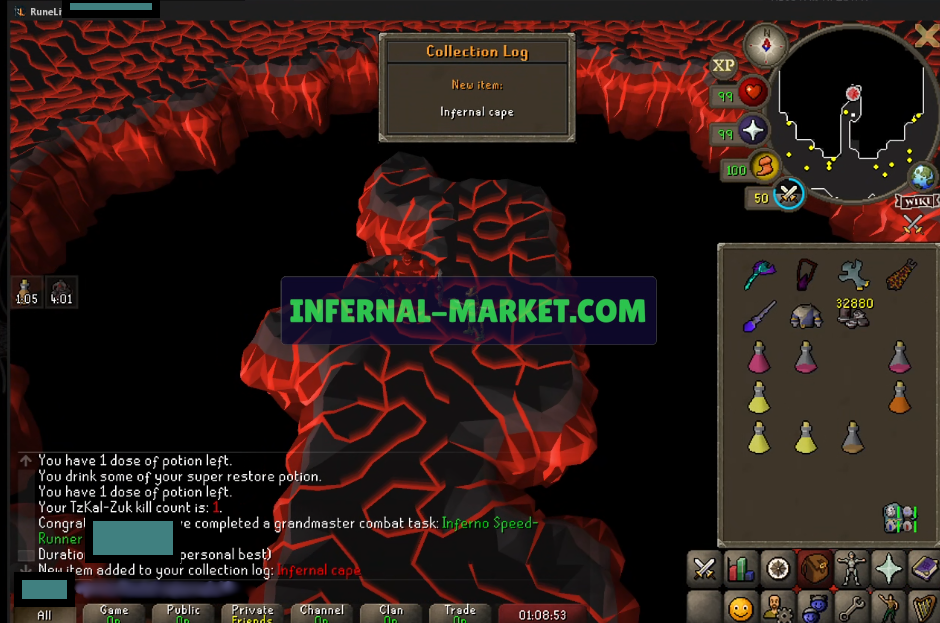 RuneLi
Collection Log
New item:
Infernal cape
N
XP
99
99
100
50
WIKI
1:05
4:01
32880
INFERNAL-MARKET.COM
You have 1 dose of potion left.
You drink some of your super restore potion.
You have 1 dose of potion left.
Your TzKal-Zuk kill count is: 1.
Congra ve completed a grandmaster combat task: Inferno Speed-
Runner
Duratio personal best)
New item added to your collection log: Infernal cape
All
Game
On
Public
On
Private
Friends
Channel
On
Clan
On
Trade
On
01:08:53